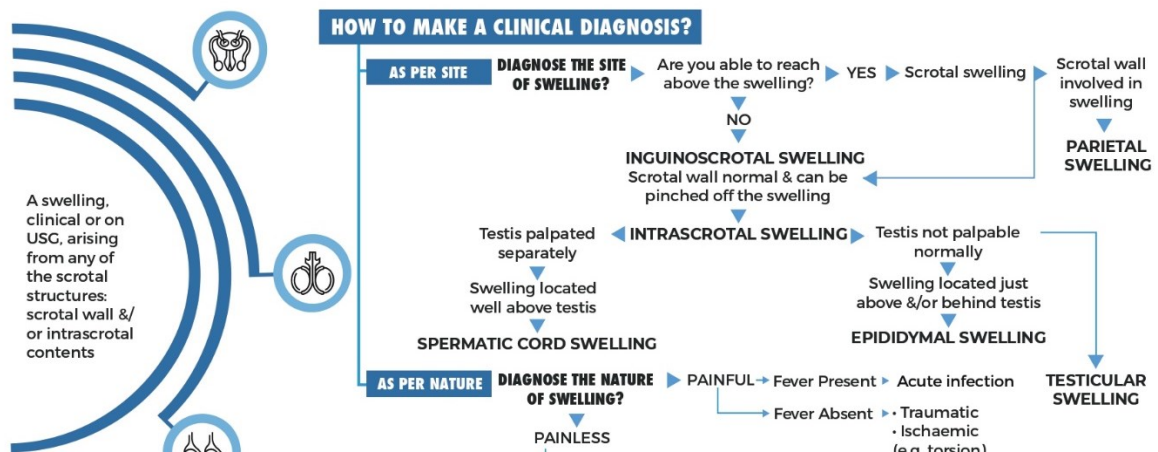 HOW TO MAKE A CLINICAL DIAGNOSIS?
AS PER SITE
DIAGNOSE THE SITE
OF SWELLING?
Are you able to reach
above the swelling?
YES
Scrotal swelling
Scrotal wall
involved in
swelling
PARIETAL
SWELLING
NO
INGUINOSCROTAL SWELLING
Scrotal wall normal & can be
pinched off the swelling
INTRASCROTAL SWELLING
Testis palpated
separately
Swelling located
well above testis
SPERMATIC CORD SWELLING
Testis not palpable
normally
Swelling located just
above &/or behind testis
EPIDIDYMAL SWELLING
TESTICULAR
SWELLING
A swelling,
clinical or on
USG, arising
from any of
the scrotal
structures:
scrotal wall &/
or intrascrotal
contents
AS PER NATURE
DIAGNOSE THE NATURE
OF SWELLING?
PAINFUL
Fever Present
Acute infection
Fever Absent
• Traumatic
• Ischaemic
(e.g. torsion)
PAINLESS